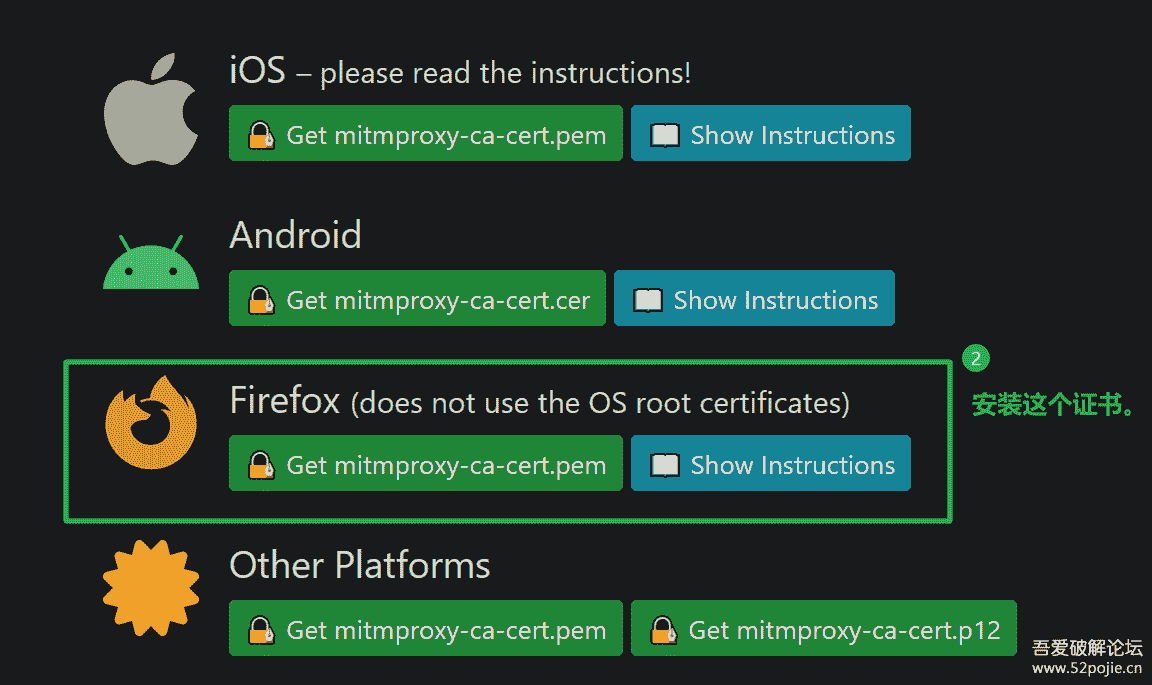 iOS – please read the instructions!
Get mitmproxy-ca-cert.pem Show Instructions
Android
Get mitmproxy-ca-cert.cer Show Instructions
2
Firefox (does not use the OS root certificates)
安装这个证书。
Get mitmproxy-ca-cert.pem Show Instructions
Other Platforms
Get mitmproxy-ca-cert.pem Get mitmproxy-ca-cert.p12
吾爱破解论坛
www.52pojie.cn